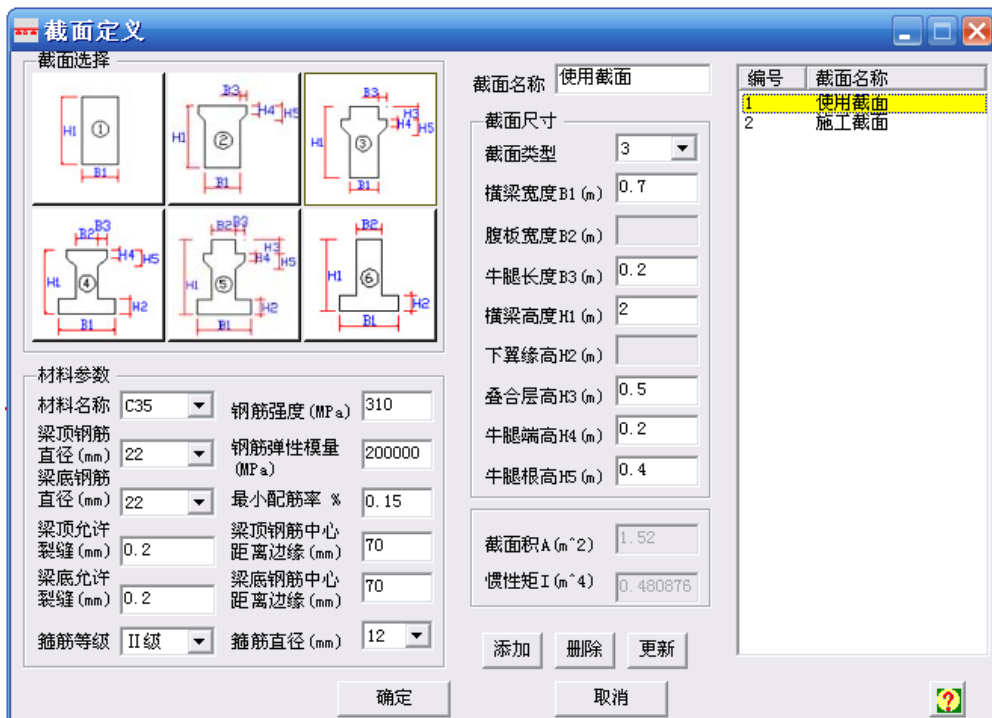 截面定义
截面选择
H1 ① B1
B3 H4 H5 H1 ② B1
B3 H3 H4 H5 H1 ③ B1
B3 B2 H4 H5 H1 ④ H2 B1
B2 B3 H3 H4 H5 H1 ⑤ H2 B1
B2 H1 ⑥ H2 B1
材料参数
材料名称 C35
钢筋强度(MPa) 310
梁顶钢筋
直径(mm) 22
钢筋弹性模量
(MPa) 200000
梁底钢筋
直径(mm) 22
最小配筋率 % 0.15
梁顶允许
裂缝(mm) 0.2
梁顶钢筋中心
距离边缘(mm) 70
梁底允许
裂缝(mm) 0.2
梁底钢筋中心
距离边缘(mm) 70
箍筋等级 II级
箍筋直径(mm) 12
截面名称 使用截面
截面尺寸
截面类型 3
横梁宽度B1(m) 0.7
腹板宽度B2(m)
牛腿长度B3(m) 0.2
横梁高度H1(m) 2
下翼缘高H2(m)
叠合层高H3(m) 0.5
牛腿端高H4(m) 0.2
牛腿根高H5(m) 0.4
截面积A(m^2) 1.52
惯性矩I(m^4) 0.480876
添加 删除 更新
编号 截面名称
1 使用截面
2 施工截面
确定 取消
?